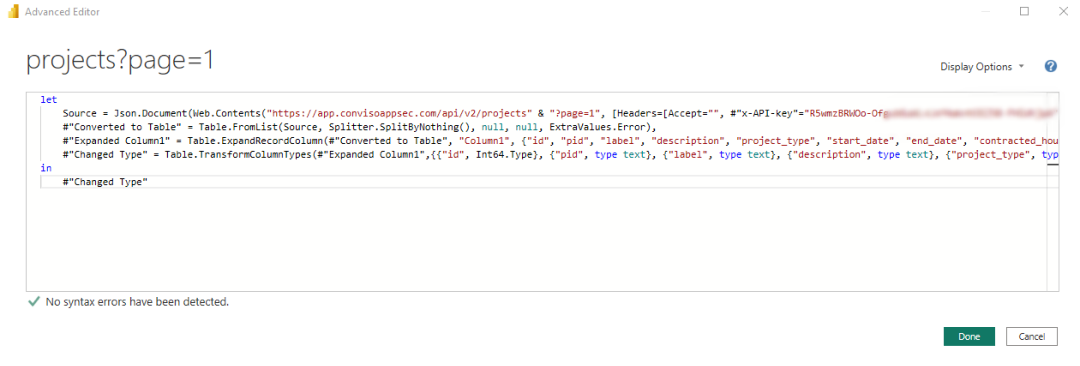 Advanced Editor
projects?page=1
Display Options
let
Source = Json.Document(Web.Contents("https://app.convisoappsec.com/api/v2/projects" & "?page=1", [Headers=[Accept="", #"x-API-key"="R5wmzBRWOo-Ofg
#"Converted to Table" = Table.FromList(Source, Splitter.SplitByNothing(), null, null, ExtraValues.Error),
#"Expanded Column1" = Table.ExpandRecordColumn(#"Converted to Table", "Column1", {"id", "pid", "label", "description", "project_type", "start_date", "end_date", "contracted_hou
#"Changed Type" = Table.TransformColumnTypes(#"Expanded Column1",{{"id", Int64.Type}, {"pid", type text}, {"label", type text}, {"description", type text}, {"project_type", typ
in
#"Changed Type"
No syntax errors have been detected.
Done
Cancel